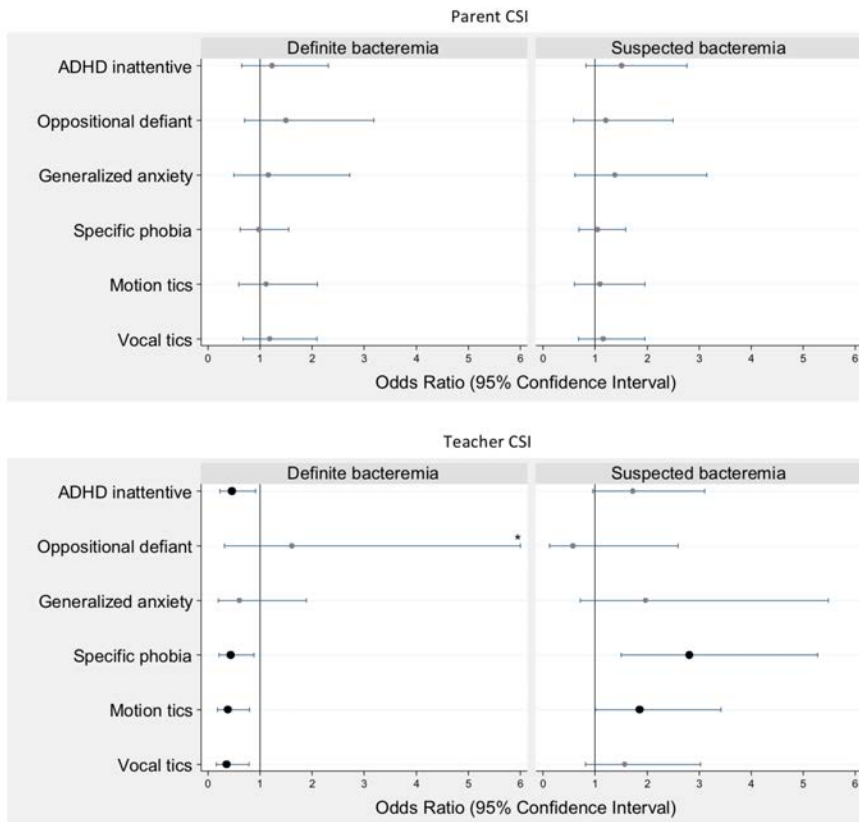 Parent CSI
Definite bacteremia Suspected bacteremia
ADHD inattentive
Oppositional defiant
Generalized anxiety
Specific phobia
Motion tics
Vocal tics
0 1 2 3 4 5 6 0 1 2 3 4 5 6
Odds Ratio (95% Confidence Interval)
Teacher CSI
Definite bacteremia Suspected bacteremia
ADHD inattentive
Oppositional defiant *
Generalized anxiety
Specific phobia
Motion tics
Vocal tics
0 1 2 3 4 5 6 0 1 2 3 4 5 6
Odds Ratio (95% Confidence Interval)